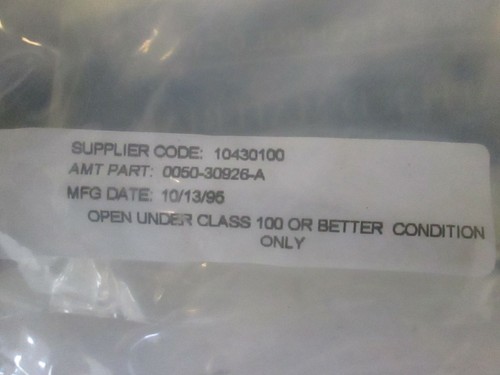 SUPPLIER CODE: 10430100
AMT PART: 0050-30926-A
MFG DATE: 10/13/95
OPEN UNDER CLASS 100 OR BETTER CONDITION
ONLY